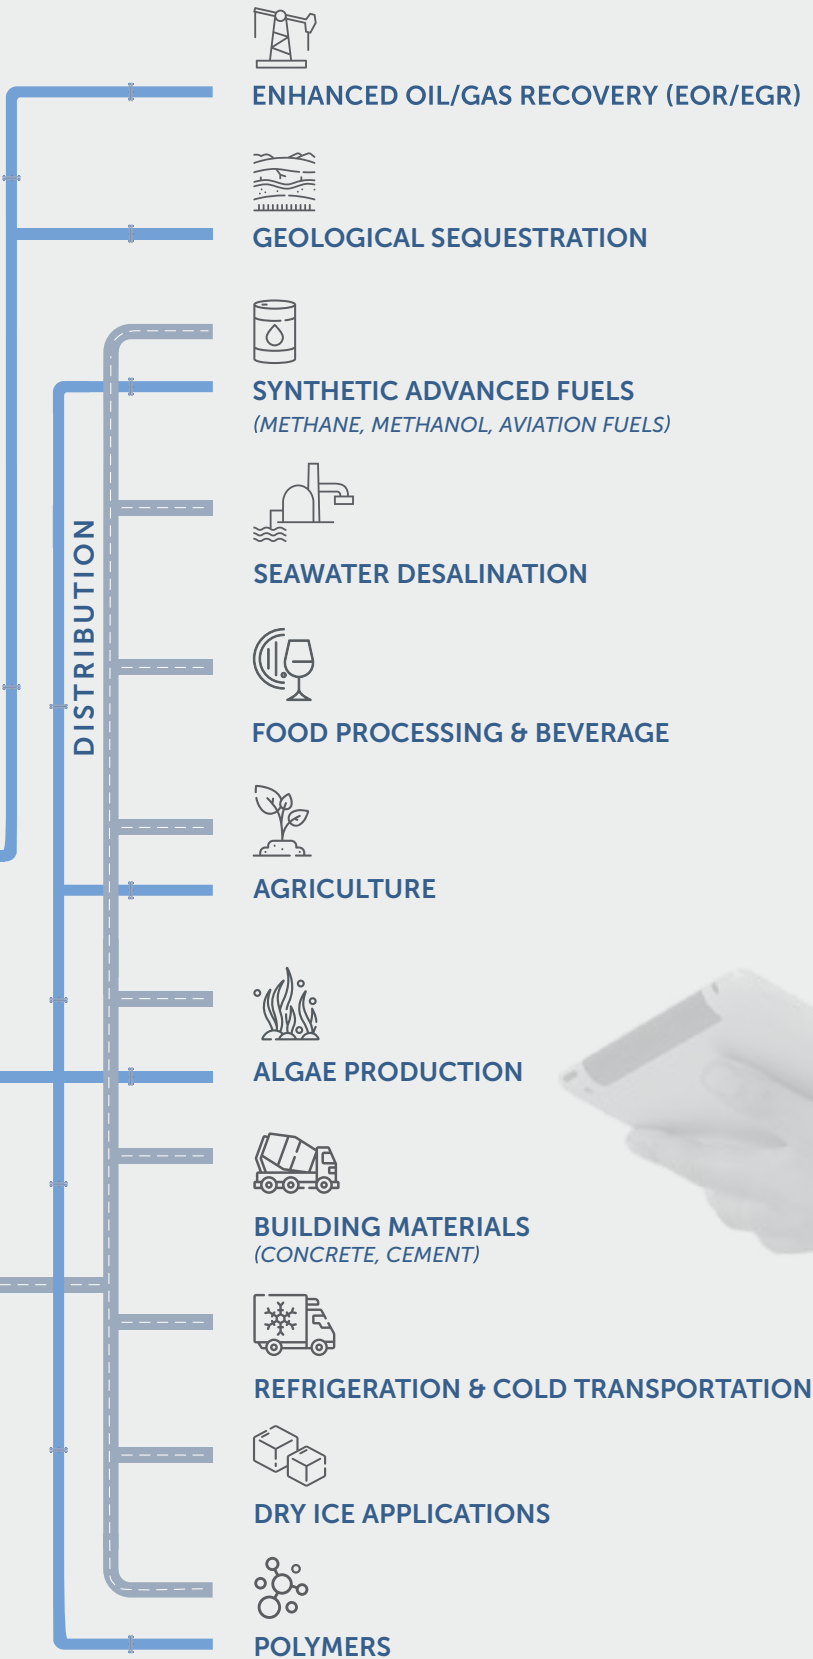 ENHANCED OIL/GAS RECOVERY (EOR/EGR)
GEOLOGICAL SEQUESTRATION
SYNTHETIC ADVANCED FUELS
(METHANE, METHANOL, AVIATION FUELS)
DISTRIBUTION
SEAWATER DESALINATION
FOOD PROCESSING & BEVERAGE
AGRICULTURE
ALGAE PRODUCTION
BUILDING MATERIALS
(CONCRETE, CEMENT)
REFRIGERATION & COLD TRANSPORTATION
DRY ICE APPLICATIONS
POLYMERS